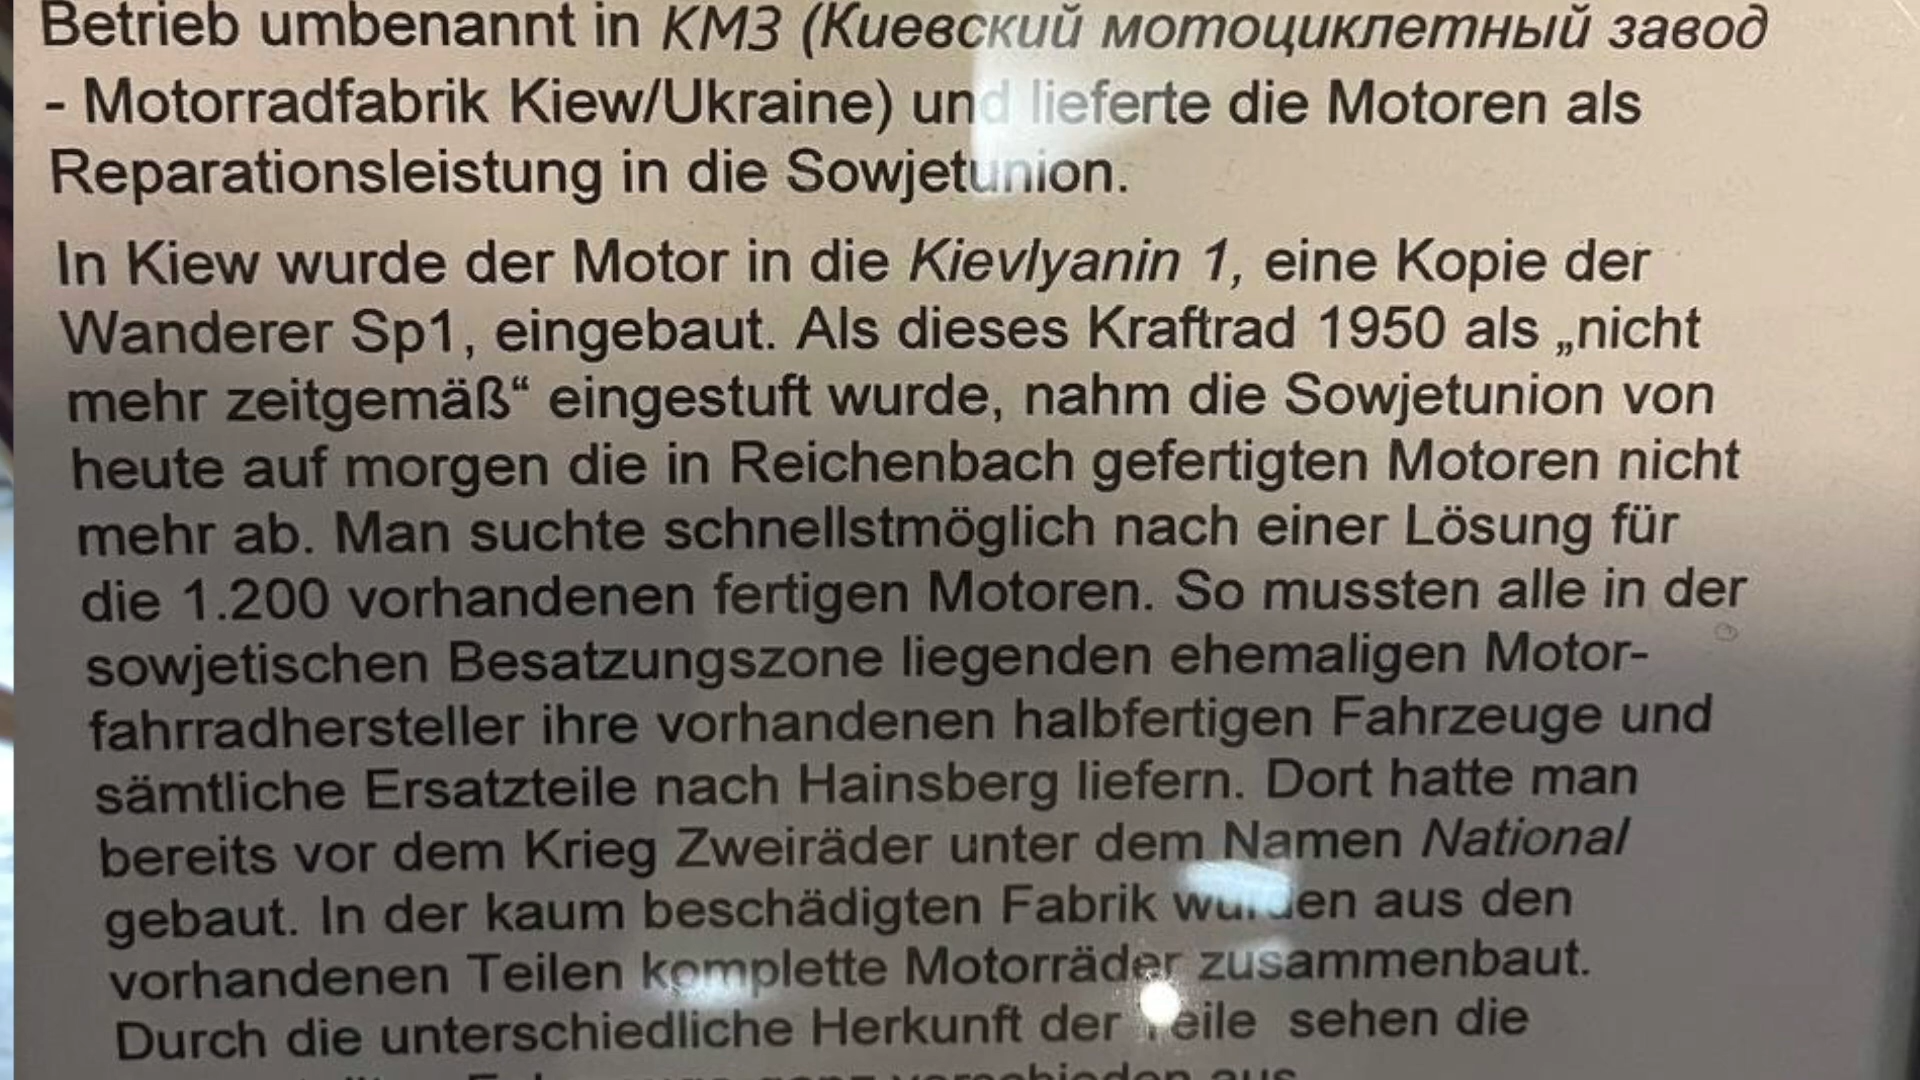 Betrieb umbenannt in KMЗ (Киевский мотоциклетный завод
- Motorradfabrik Kiew/Ukraine) und lieferte die Motoren als
Reparationsleistung in die Sowjetunion.
In Kiew wurde der Motor in die Kievlyanin 1, eine Kopie der
Wanderer Sp1, eingebaut. Als dieses Kraftrad 1950 als „nicht
mehr zeitgemäß“ eingestuft wurde, nahm die Sowjetunion von
heute auf morgen die in Reichenbach gefertigten Motoren nicht
mehr ab. Man suchte schnellstmöglich nach einer Lösung für
die 1.200 vorhandenen fertigen Motoren. So mussten alle in der
sowjetischen Besatzungszone liegenden ehemaligen Motor-
fahrradhersteller ihre vorhandenen halbfertigen Fahrzeuge und
sämtliche Ersatzteile nach Hainsberg liefern. Dort hatte man
bereits vor dem Krieg Zweiräder unter dem Namen National
gebaut. In der kaum beschädigten Fabrik wurden aus den
vorhandenen Teilen komplette Motorräder zusammenbaut.
Durch die unterschiedliche Herkunft der Teile sehen die
ganz verschieden aus.